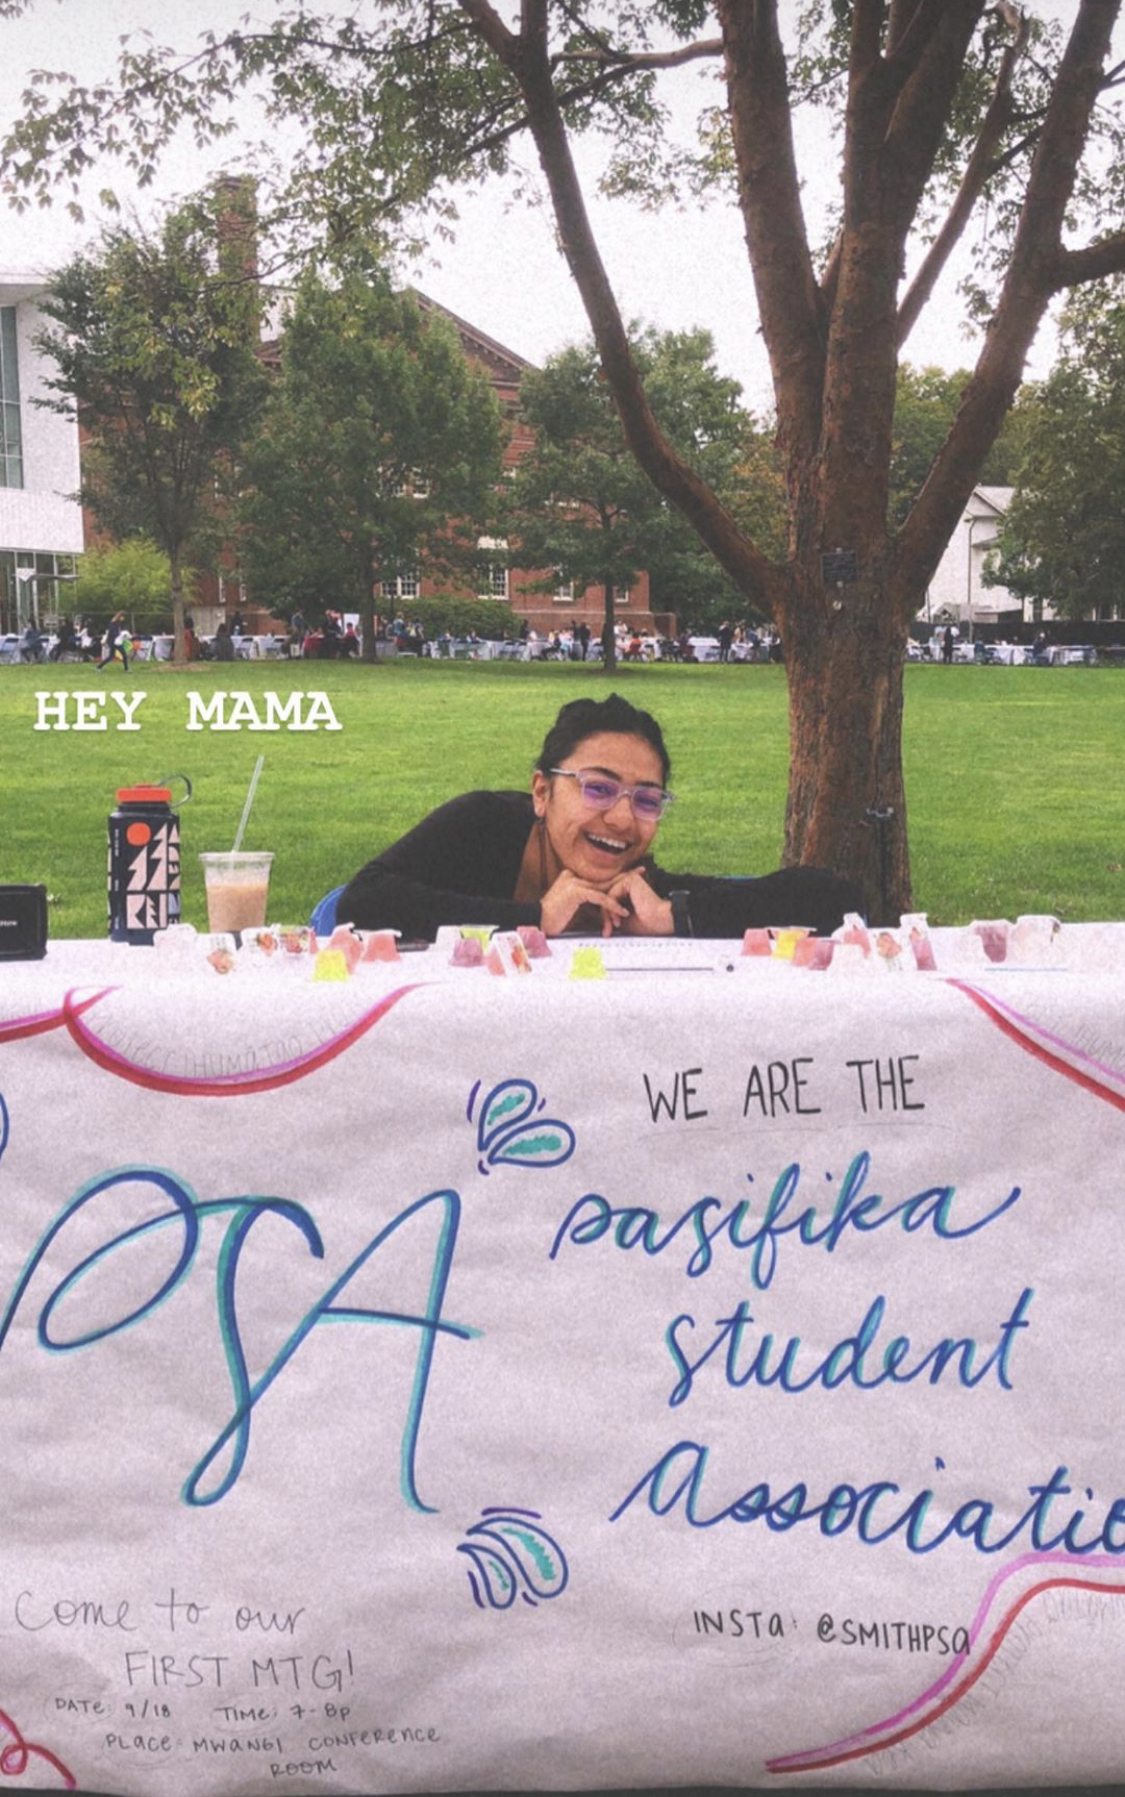 HEY MAMA
PSA
WE ARE THE
pasifika
student
Associatio
INSTa: @SMITHPSa
Come to our
FIRST MTG!
DATe: 9/18 TIMe: 7-8p
PLaCe: MWaNGI CONFeReNCe
ROOM